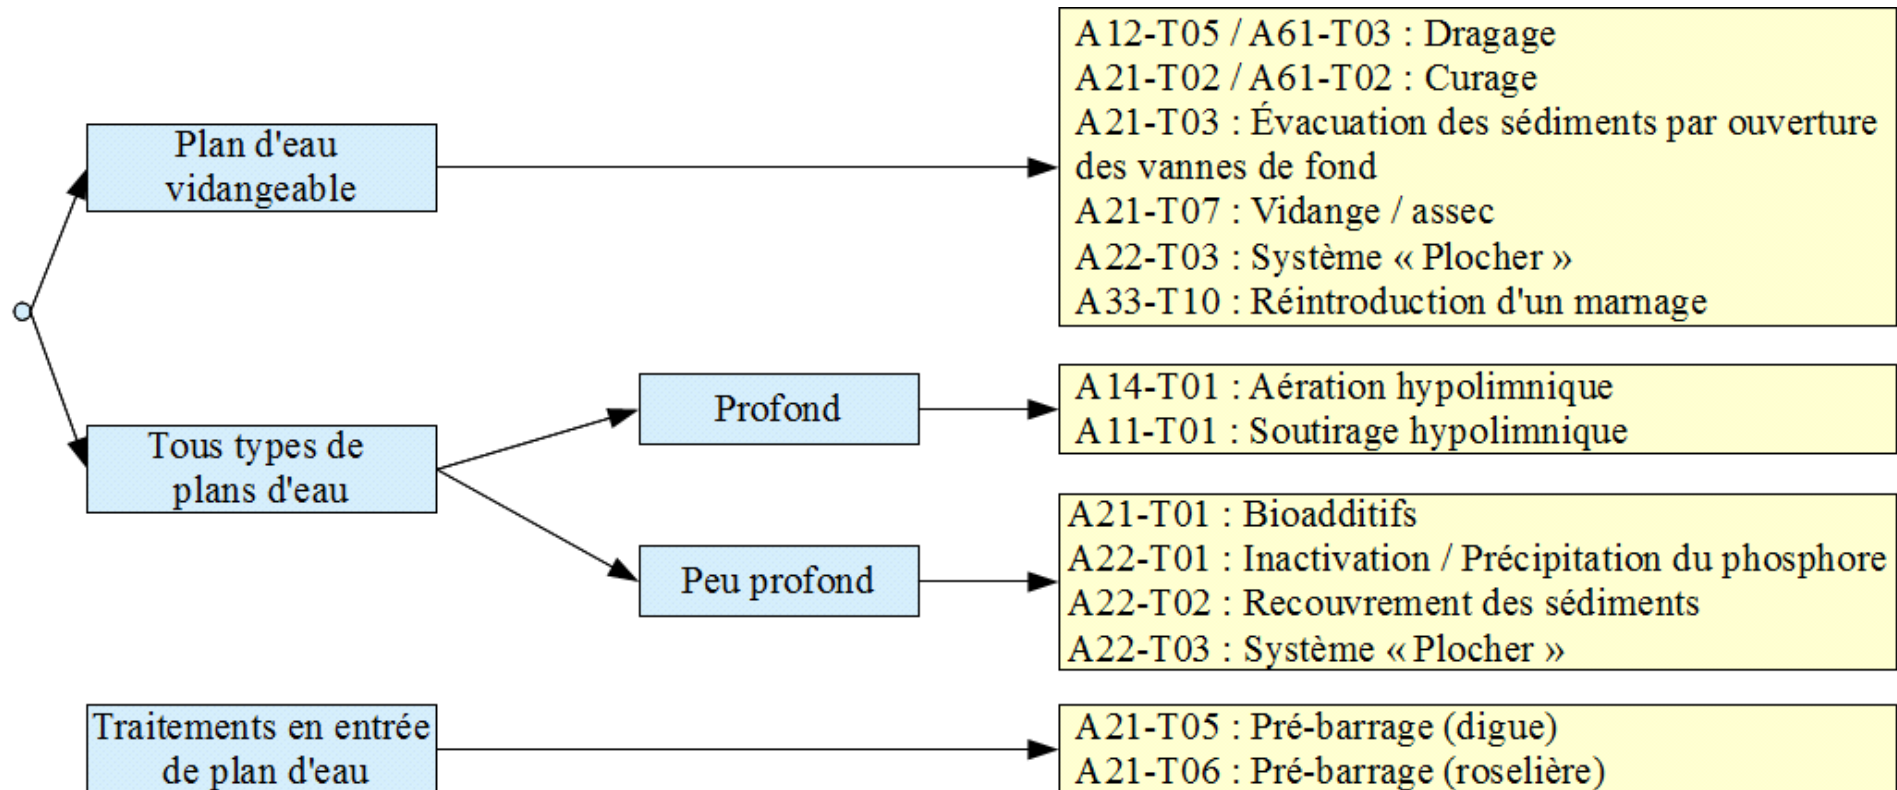 Plan d'eau
vidangeable
A12-T05 / A61-T03 : Dragage
A21-T02 / A61-T02 : Curage
A21-T03 : Évacuation des sédiments par ouverture
des vannes de fond
A21-T07 : Vidange / assec
A22-T03 : Système « Plocher »
A33-T10 : Réintroduction d'un marnage
Tous types de
plans d'eau
Profond
A14-T01 : Aération hypolimnique
A11-T01 : Soutirage hypolimnique
Peu profond
A21-T01 : Bioadditifs
A22-T01 : Inactivation / Précipitation du phosphore
A22-T02 : Recouvrement des sédiments
A22-T03 : Système « Plocher »
Traitements en entrée
de plan d'eau
A21-T05 : Pré-barrage (digue)
A21-T06 : Pré-barrage (roselière)